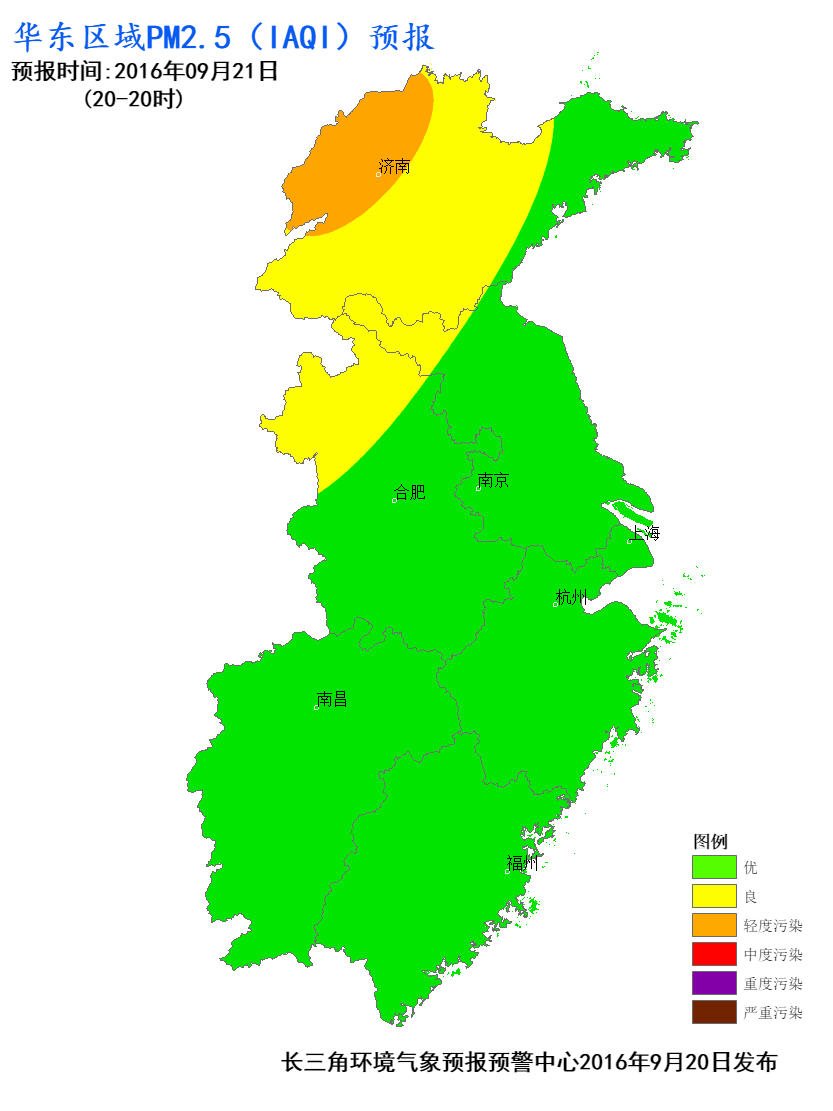 华东区域PM2.5（IAQI）预报
预报时间:2016年09月21日
(20-20时)
济南
合肥
南京
上海
杭州
南昌
福州
图例
优
良
轻度污染
中度污染
重度污染
严重污染
长三角环境气象预报预警中心2016年9月20日发布